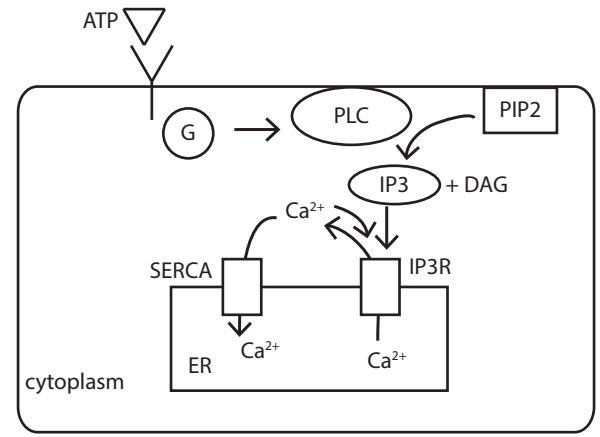 ATP
G
PLC
PIP2
IP3 + DAG
Ca²⁺
SERCA
IP3R
ER
Ca²⁺
Ca²⁺
cytoplasm